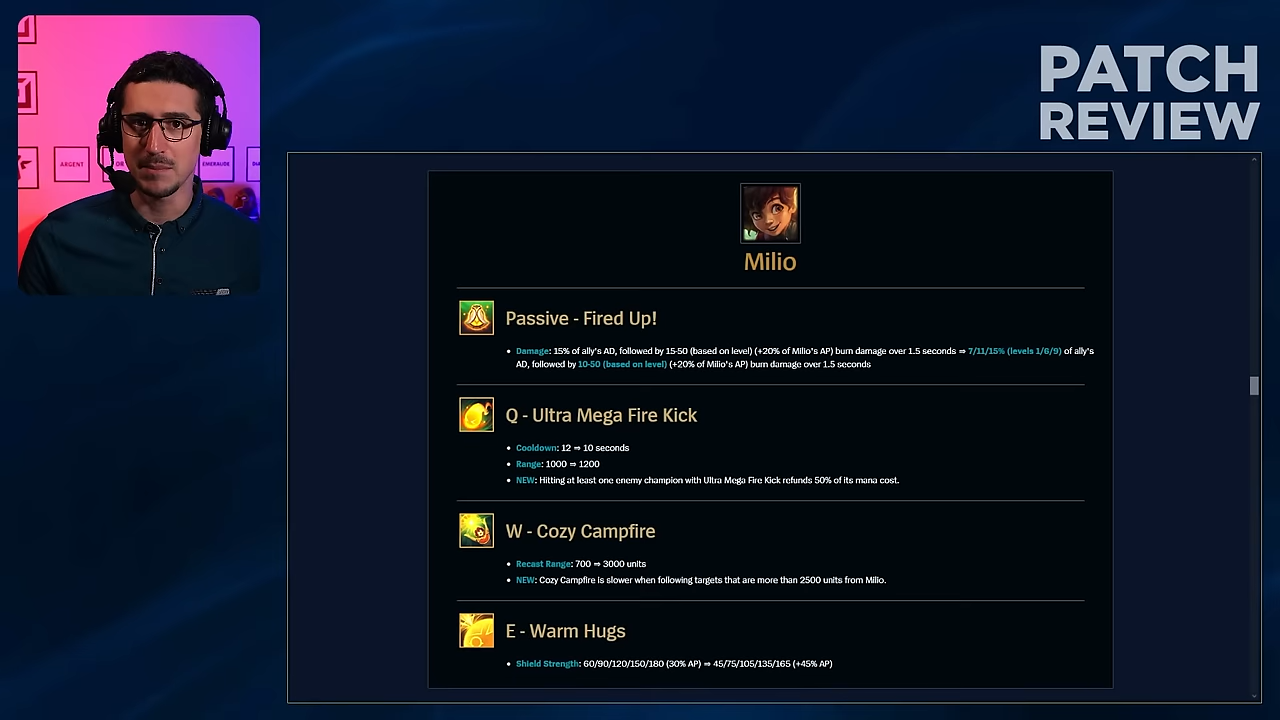 PATCH
REVIEW
ARGENT
OR
EMERAUDE
DIA
Milio
Passive - Fired Up!
• Damage: 15% of ally's AD, followed by 15-50 (based on level) (+20% of Milio's AP) burn damage over 1.5 seconds ⇒ 7/11/15% (levels 1/6/9) of ally's
AD, followed by 10-50 (based on level) (+20% of Milio's AP) burn damage over 1.5 seconds
Q - Ultra Mega Fire Kick
• Cooldown: 12 ⇒ 10 seconds
• Range: 1000 ⇒ 1200
• NEW: Hitting at least one enemy champion with Ultra Mega Fire Kick refunds 50% of its mana cost.
W - Cozy Campfire
• Recast Range: 700 ⇒ 3000 units
• NEW: Cozy Campfire is slower when following targets that are more than 2500 units from Milio.
E - Warm Hugs
• Shield Strength: 60/90/120/150/180 (30% AP) ⇒ 45/75/105/135/165 (+45% AP)